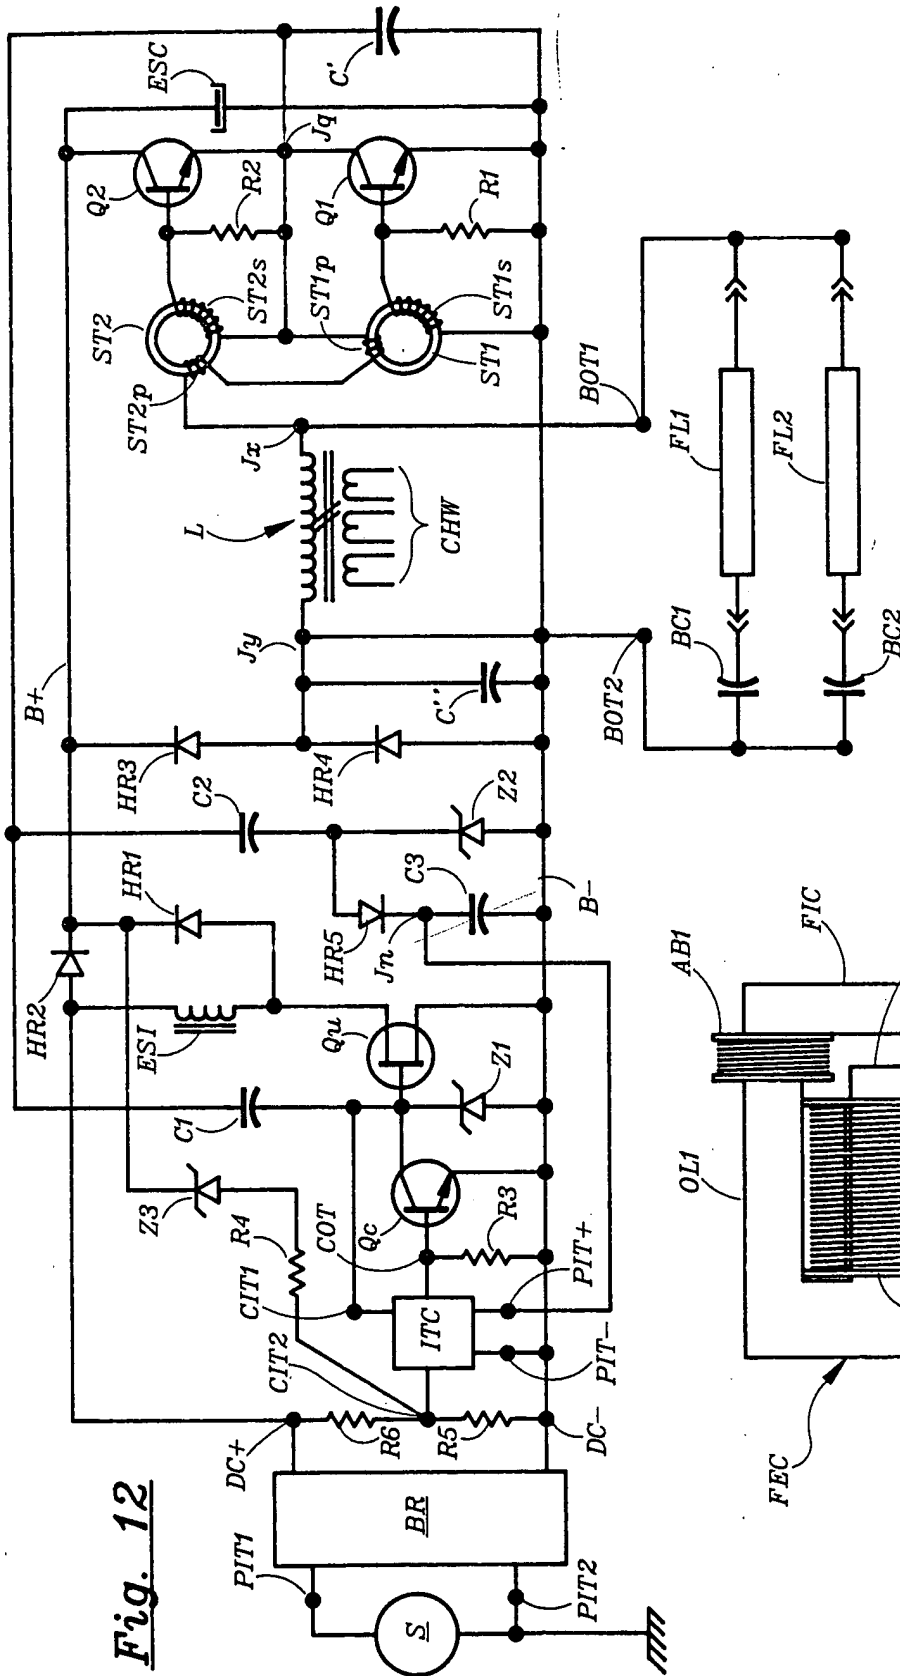 Fig. 12
S
PIT1
PIT2
BR
DC+
DC-
R6
R5
CIT2
CIT1
COT
ITC
PIT-
PIT+
R3
Qc
R4
Z3
C1
Z1
Qu
ESI
HR2
HR1
HR5
Jn
C3
B-
C2
Z2
HR3
HR4
B+
C''
Jy
L
CHW
Jx
ST2p
ST2
ST2s
ST1p
ST1
ST1s
Q2
R2
Q1
R1
Jq
ESC
C'
BOT2
BOT1
BC1
FL1
BC2
FL2
FEC
OL1
AB1
FIC